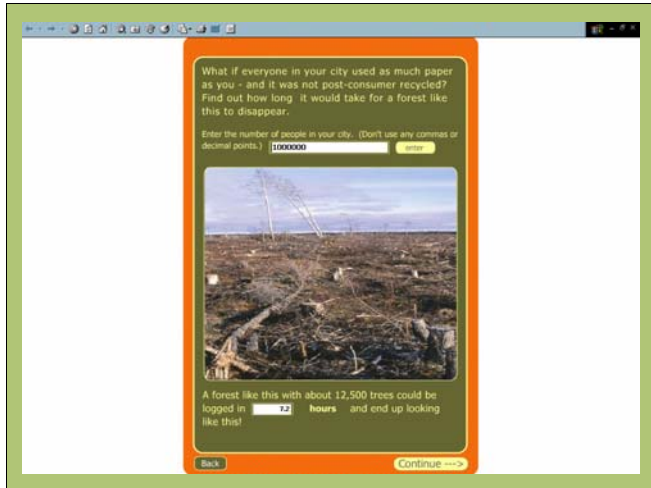 What if everyone in your city used as much paper
as you - and it was not post-consumer recycled?
Find out how long it would take for a forest like
this to disappear.
Enter the number of people in your city. (Don't use any commas or
decimal points.) 1000000 enter
A forest like this with about 12,500 trees could be
logged in 7.2 hours and end up looking
like this!
Back Continue --->